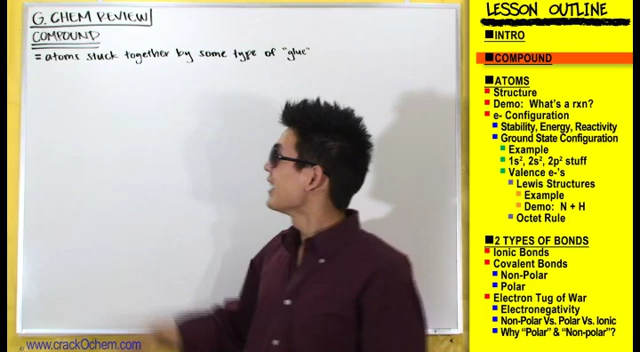 G. CHEM REVIEW
COMPOUND
= atoms stuck together by some type of "glue"
www.crackOchem.com
LESSON OUTLINE
INTRO
COMPOUND
ATOMS
Structure
Demo: What's a rxn?
e- Configuration
Stability, Energy, Reactivity
Ground State Configuration
Example
1s², 2s², 2p² stuff
Valence e-'s
Lewis Structures
Example
Demo: N + H
Octet Rule
2 TYPES OF BONDS
Ionic Bonds
Covalent Bonds
Non-Polar
Polar
Electron Tug of War
Electronegativity
Non-Polar Vs. Polar Vs. Ionic
Why "Polar" & "Non-polar"?